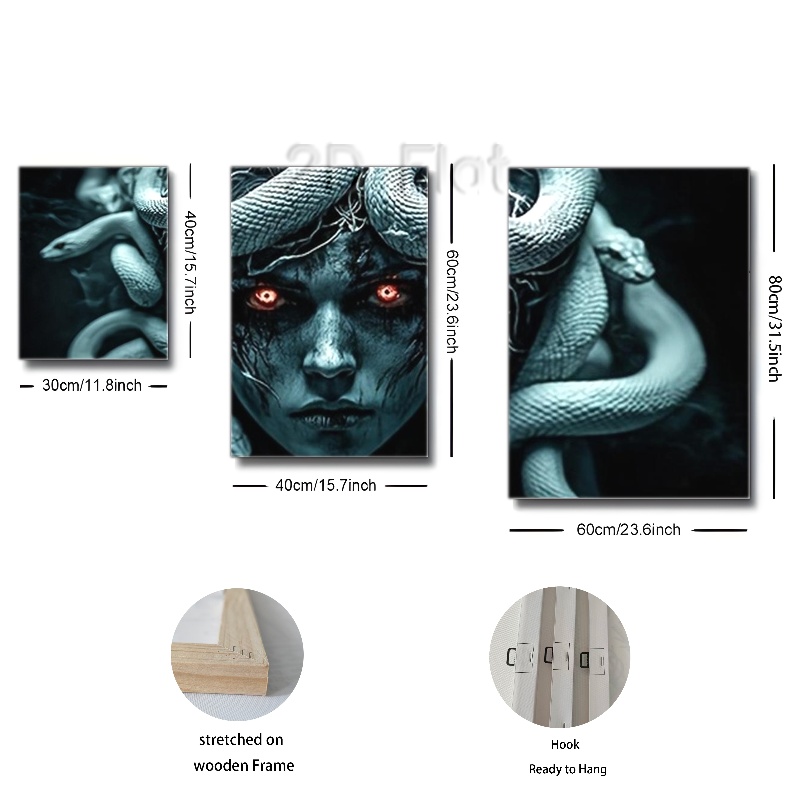 2D Flat
40cm/15.7inch
60cm/23.6inch
80cm/31.5inch
30cm/11.8inch
40cm/15.7inch
60cm/23.6inch
stretched on
wooden Frame
Hook
Ready to Hang